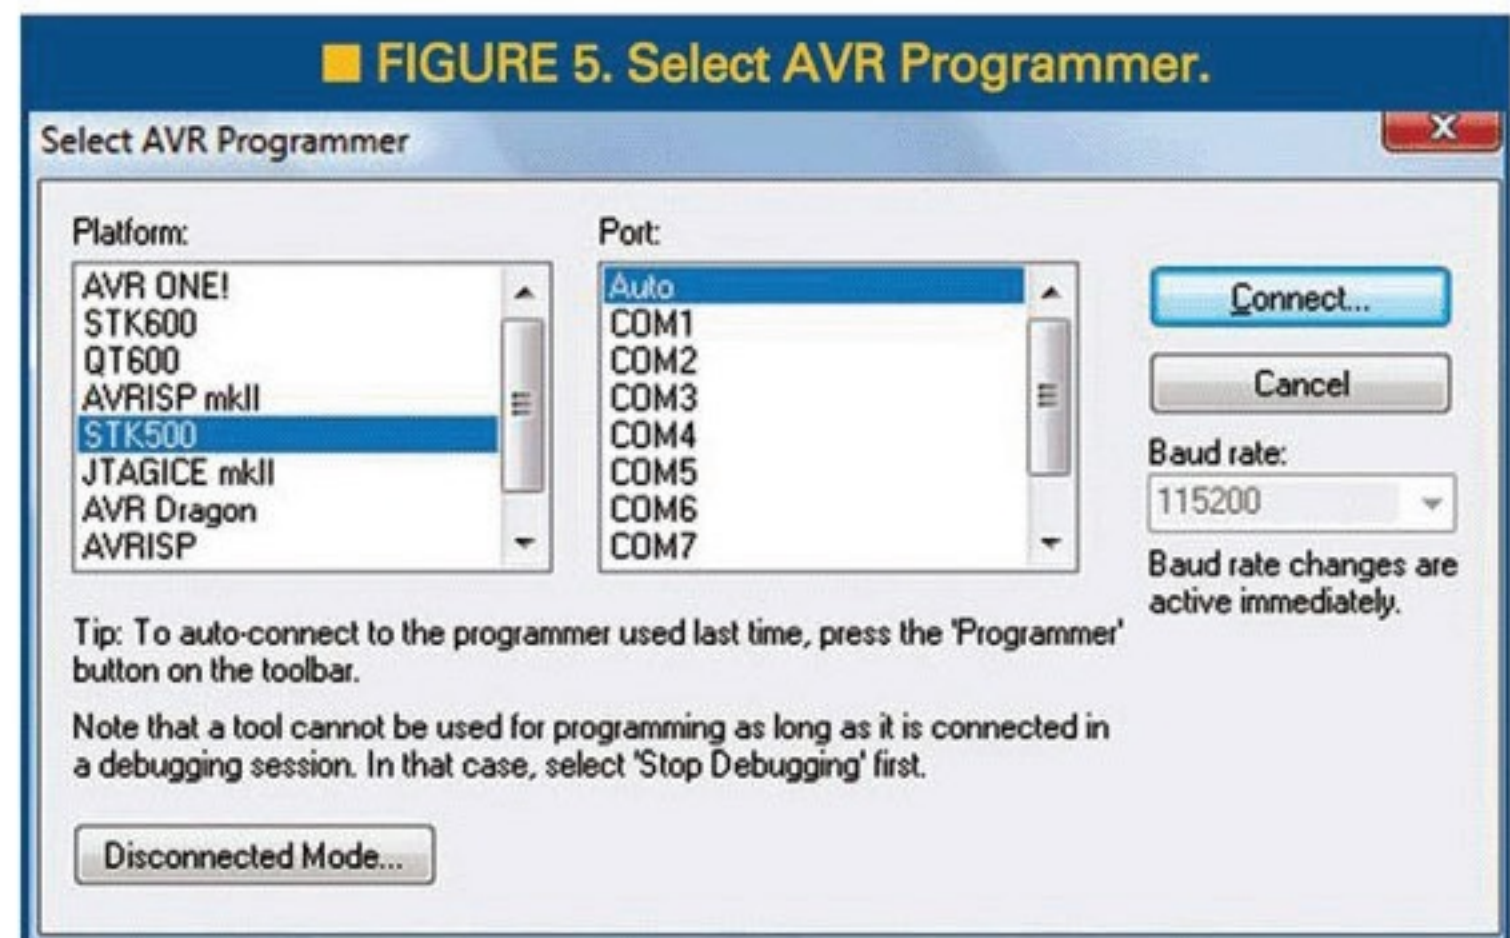 ■ FIGURE 5. Select AVR Programmer.
Select AVR Programmer
X
Platform:
AVR ONE!
STK600
QT600
AVRISP mkII
STK500
JTAGICE mkII
AVR Dragon
AVRISP
Port:
Auto
COM1
COM2
COM3
COM4
COM5
COM6
COM7
Connect...
Cancel
Baud rate:
115200
Baud rate changes are
active immediately.
Tip: To auto-connect to the programmer used last time, press the 'Programmer'
button on the toolbar.
Note that a tool cannot be used for programming as long as it is connected in
a debugging session. In that case, select 'Stop Debugging' first.
Disconnected Mode...